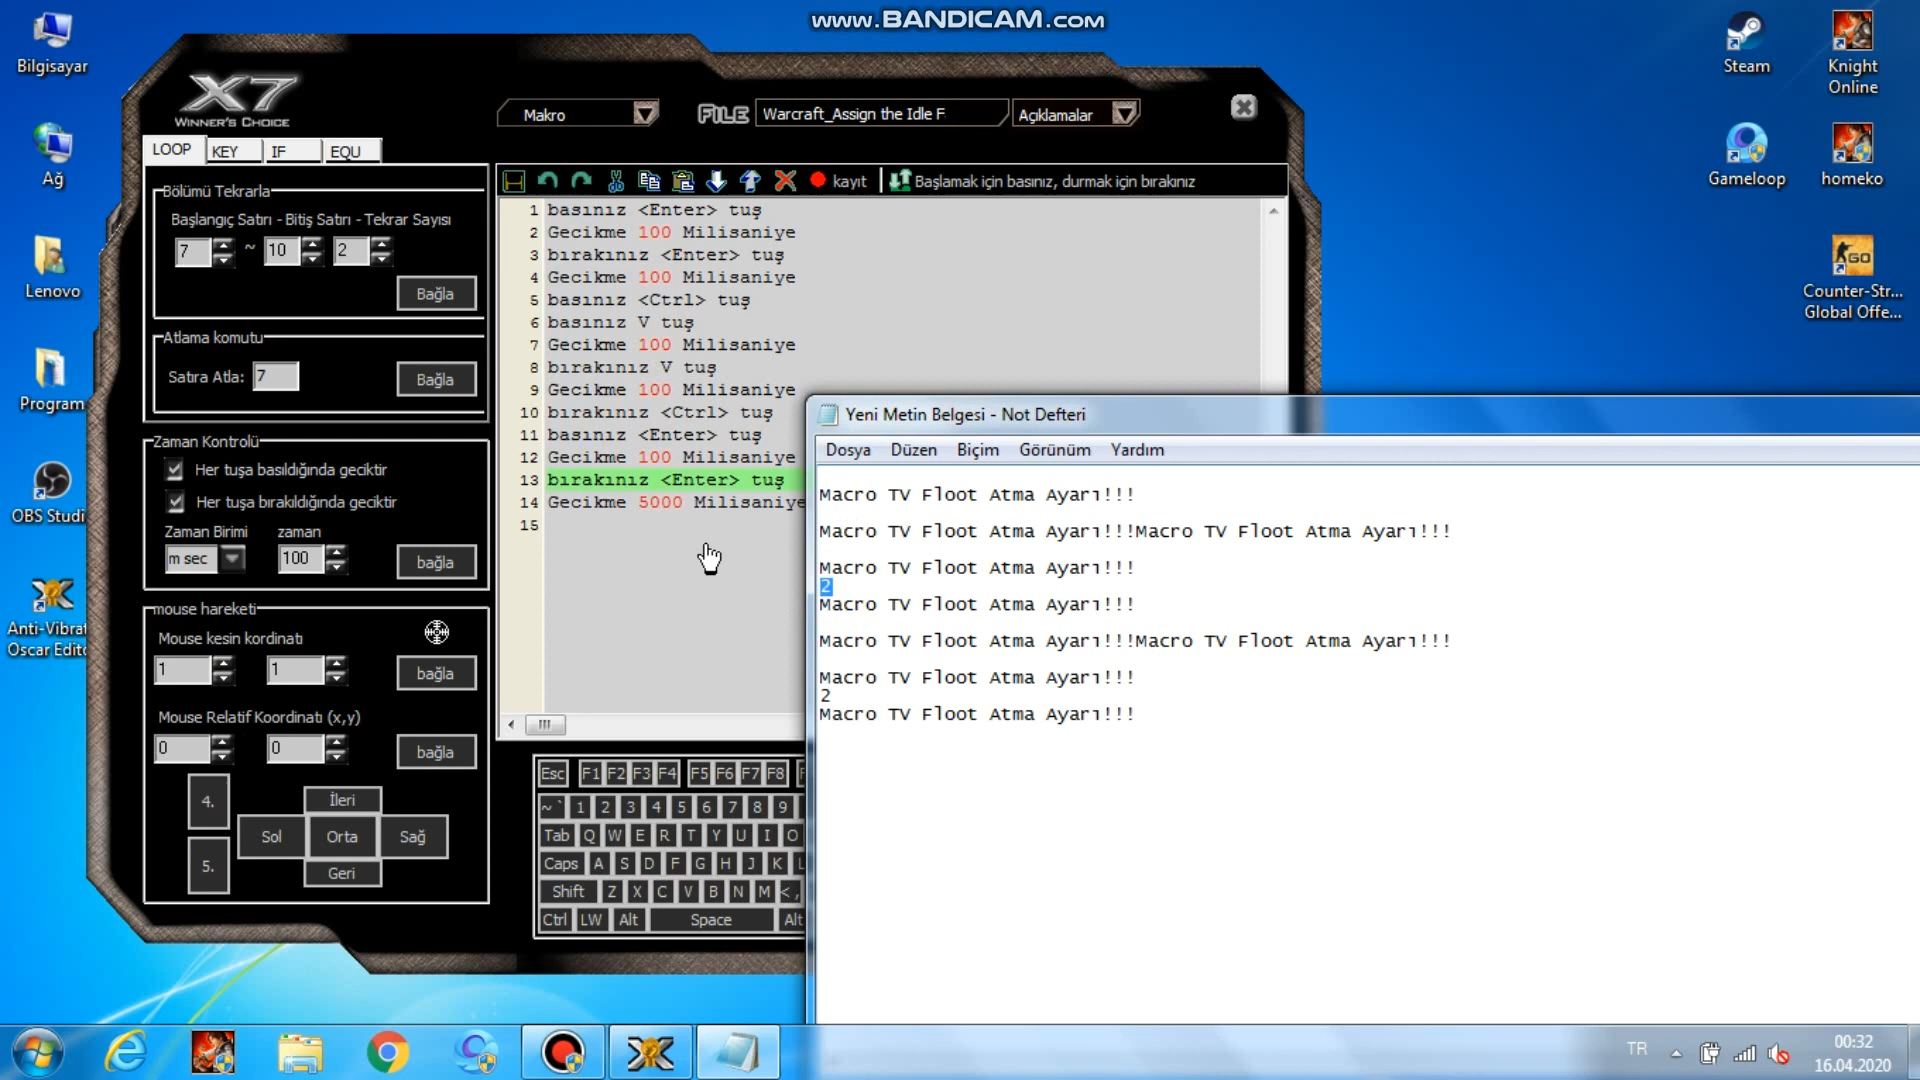 www.BANDICAM.com
Bilgisayar
Ağ
Lenovo
Program
OBS Studi
Anti-Vibrat
Oscar Edito
Steam
Knight
Online
Gameloop
homeko
Counter-Str...
Global Offe...
X7
WINNER'S CHOICE
Makro
FILE
Warcraft_Assign the Idle F
Açıklamalar
LOOP
KEY
IF
EQU
Bölümü Tekrarla
Başlangıç Satırı - Bitiş Satırı - Tekrar Sayısı
7 ~ 10 2
Bağla
Atlama komutu
Satıra Atla: 7
Bağla
Zaman Kontrolü
Her tuşa basıldığında geciktir
Her tuşa bırakıldığında geciktir
Zaman Birimi zaman
m sec 100
bağla
mouse hareketi
Mouse kesin kordinatı
1 1
bağla
Mouse Relatif Koordinatı (x,y)
0 0
bağla
4.
5.
İleri
Sol
Orta
Sağ
Geri
kayıt
Başlamak için basınız, durmak için bırakınız
1 basınız <Enter> tuş
2 Gecikme 100 Milisaniye
3 bırakınız <Enter> tuş
4 Gecikme 100 Milisaniye
5 basınız <Ctrl> tuş
6 basınız V tuş
7 Gecikme 100 Milisaniye
8 bırakınız V tuş
9 Gecikme 100 Milisaniye
10 bırakınız <Ctrl> tuş
11 basınız <Enter> tuş
12 Gecikme 100 Milisaniye
13 bırakınız <Enter> tuş
14 Gecikme 5000 Milisaniye
15
Esc F1 F2 F3 F4 F5 F6 F7 F8 F
~ ` 1 2 3 4 5 6 7 8 9
Tab Q W E R T Y U I O
Caps A S D F G H J K L
Shift Z X C V B N M < ,
Ctrl LW Alt Space Alt
Yeni Metin Belgesi - Not Defteri
Dosya Düzen Biçim Görünüm Yardım
Macro TV Floot Atma Ayarı!!!
Macro TV Floot Atma Ayarı!!!Macro TV Floot Atma Ayarı!!!
Macro TV Floot Atma Ayarı!!!
2
Macro TV Floot Atma Ayarı!!!
Macro TV Floot Atma Ayarı!!!Macro TV Floot Atma Ayarı!!!
Macro TV Floot Atma Ayarı!!!
2
Macro TV Floot Atma Ayarı!!!
TR
00:32
16.04.2020